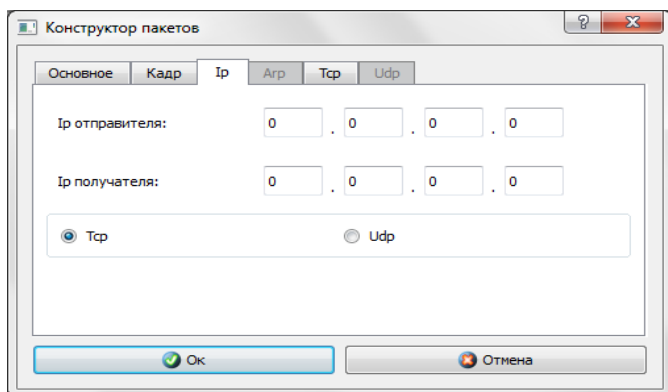 Конструктор пакетов
?
Основное Кадр Ip Arp Tcp Udp
Ip отправителя: 0 . 0 . 0 . 0
Ip получателя: 0 . 0 . 0 . 0
Tcp Udp
Ок Отмена